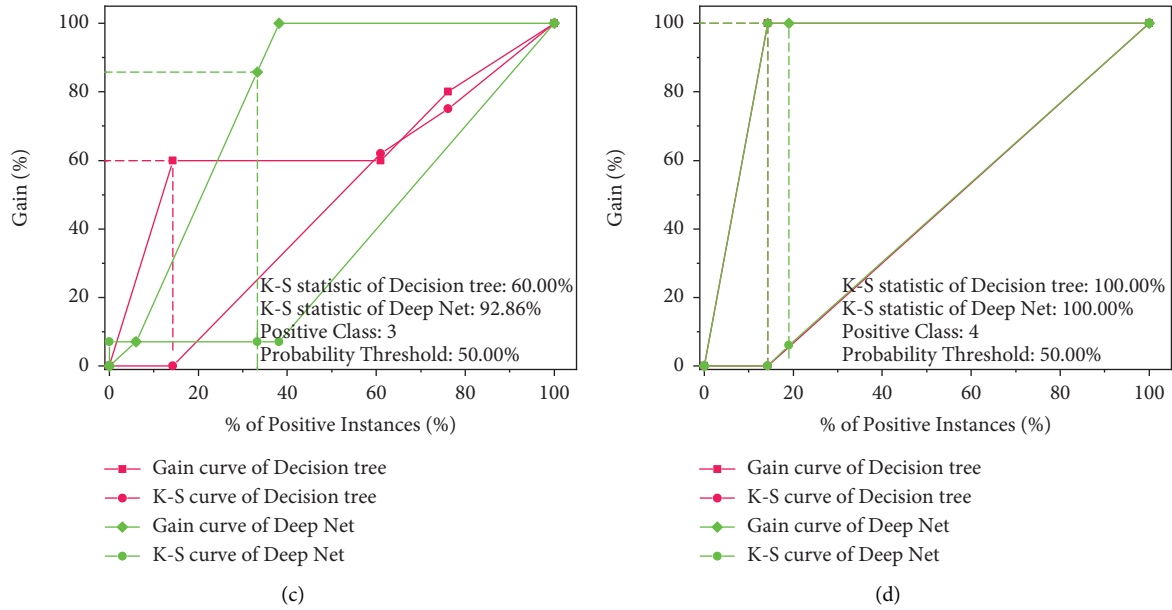 100
80
60
40
20
0
Gain (%)
K-S statistic of Decision tree: 60.00%
K-S statistic of Deep Net: 92.86%
Positive Class: 3
Probability Threshold: 50.00%
0 20 40 60 80 100
% of Positive Instances (%)
Gain curve of Decision tree
K-S curve of Decision tree
Gain curve of Deep Net
K-S curve of Deep Net
(c)
100
80
60
40
20
0
Gain (%)
K-S statistic of Decision tree: 100.00%
K-S statistic of Deep Net: 100.00%
Positive Class: 4
Probability Threshold: 50.00%
0 20 40 60 80 100
% of Positive Instances (%)
Gain curve of Decision tree
K-S curve of Decision tree
Gain curve of Deep Net
K-S curve of Deep Net
(d)